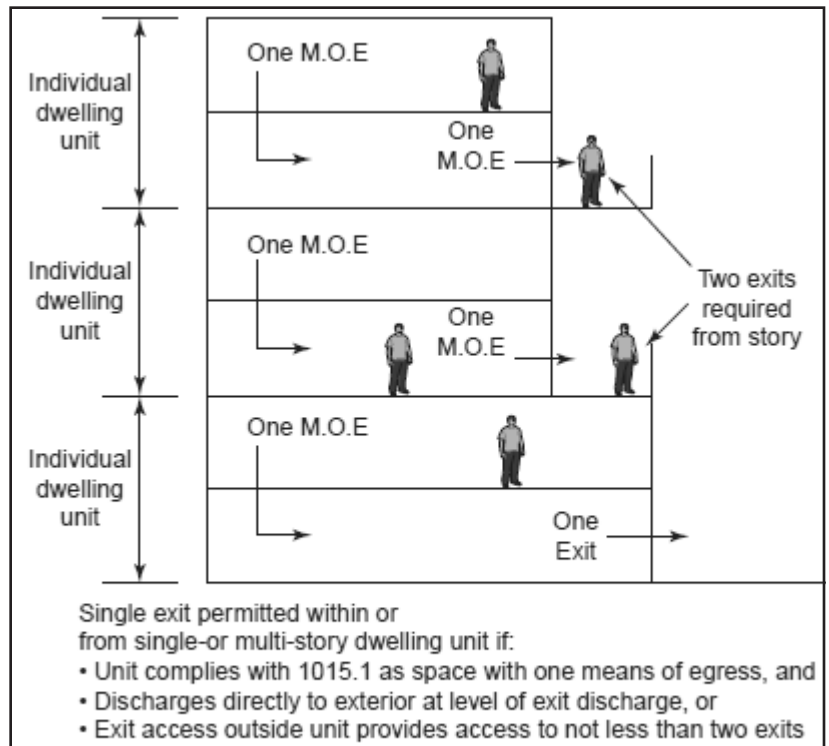 One M.O.E
Individual
dwelling
unit
One
M.O.E
One M.O.E
Individual
dwelling
unit
One
M.O.E
Two exits
required
from story
One M.O.E
Individual
dwelling
unit
One
Exit
Single exit permitted within or
from single-or multi-story dwelling unit if:
• Unit complies with 1015.1 as space with one means of egress, and
• Discharges directly to exterior at level of exit discharge, or
• Exit access outside unit provides access to not less than two exits